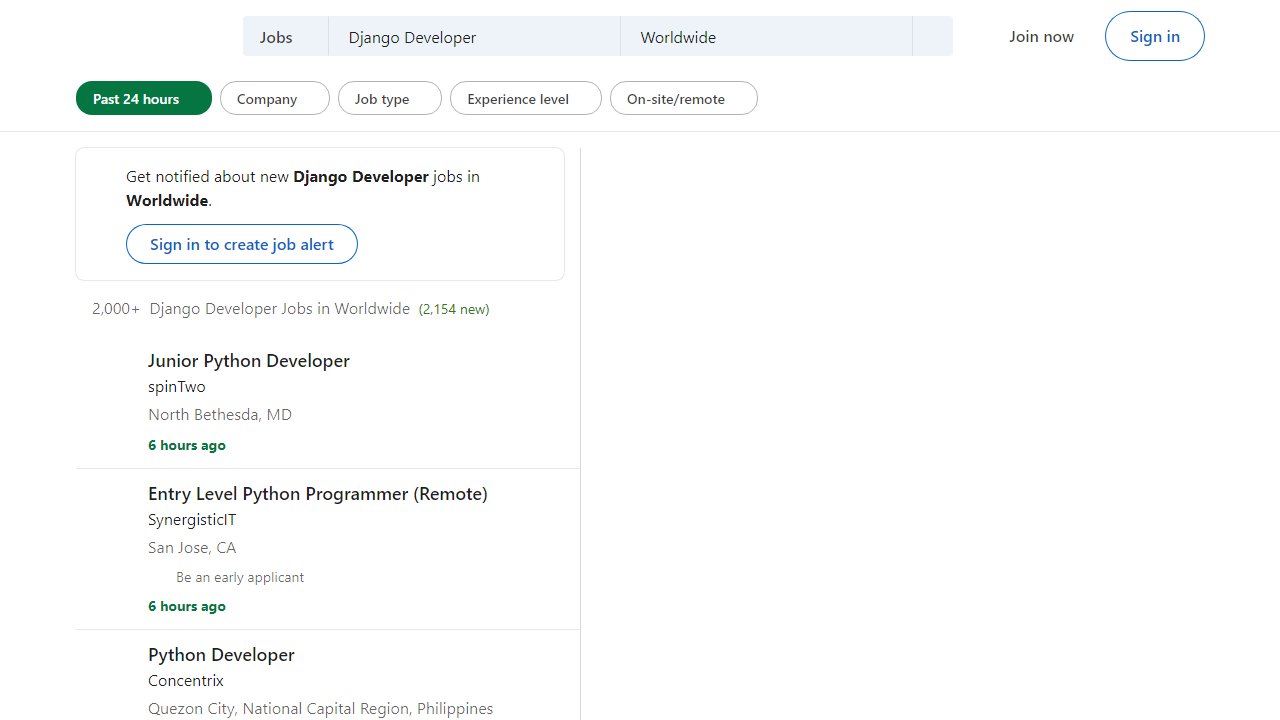 Jobs Django Developer Worldwide Join now Sign in
Past 24 hours Company Job type Experience level On-site/remote
Get notified about new Django Developer jobs in
Worldwide.
Sign in to create job alert
2,000+ Django Developer Jobs in Worldwide (2,154 new)
Junior Python Developer
spinTwo
North Bethesda, MD
6 hours ago
Entry Level Python Programmer (Remote)
SynergisticIT
San Jose, CA
Be an early applicant
6 hours ago
Python Developer
Concentrix
Quezon City, National Capital Region, Philippines